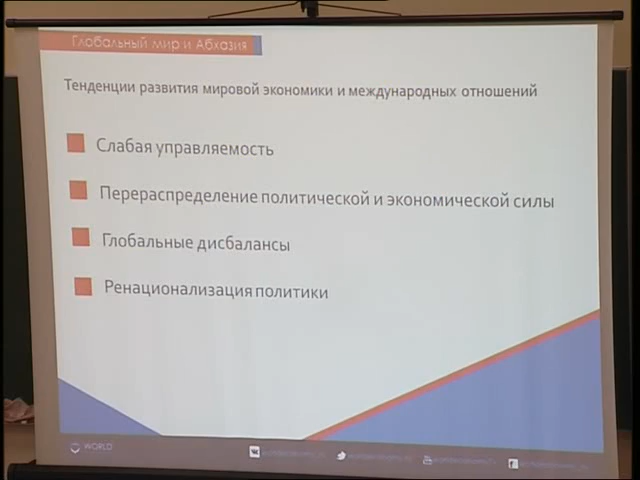 Глобальный мир и Абхазия
Тенденции развития мировой экономики и международных отношений
Слабая управляемость
Перераспределение политической и экономической силы
Глобальные дисбалансы
Ренационализация политики
WORLD